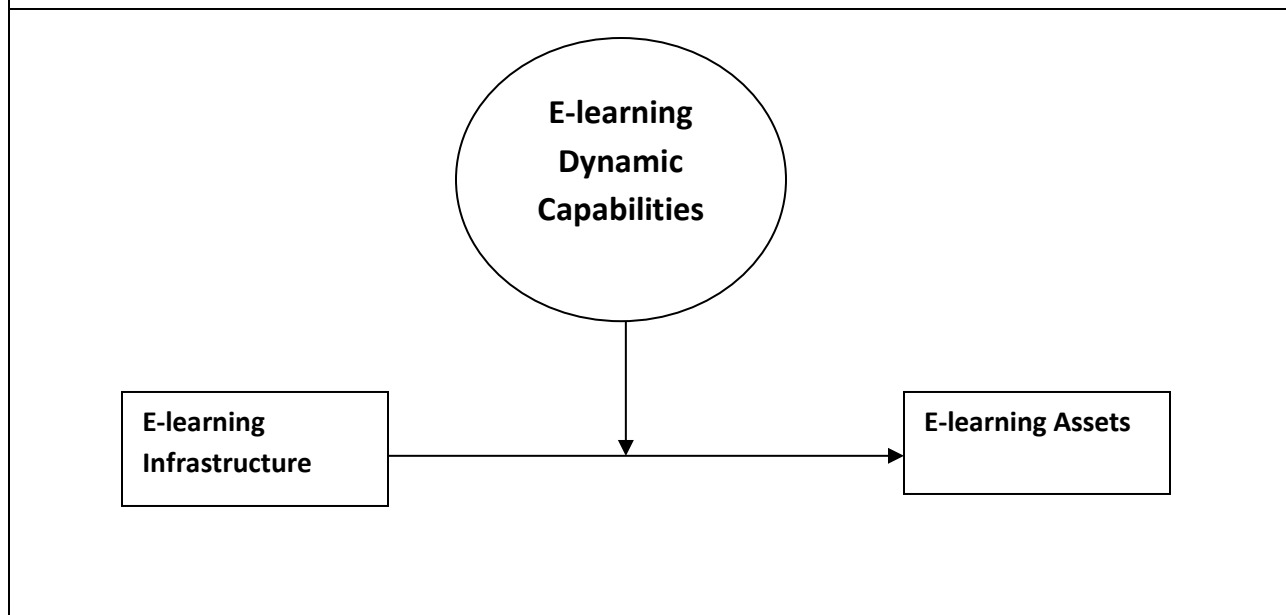 E-learning
Dynamic
Capabilities
E-learning
Infrastructure
E-learning Assets